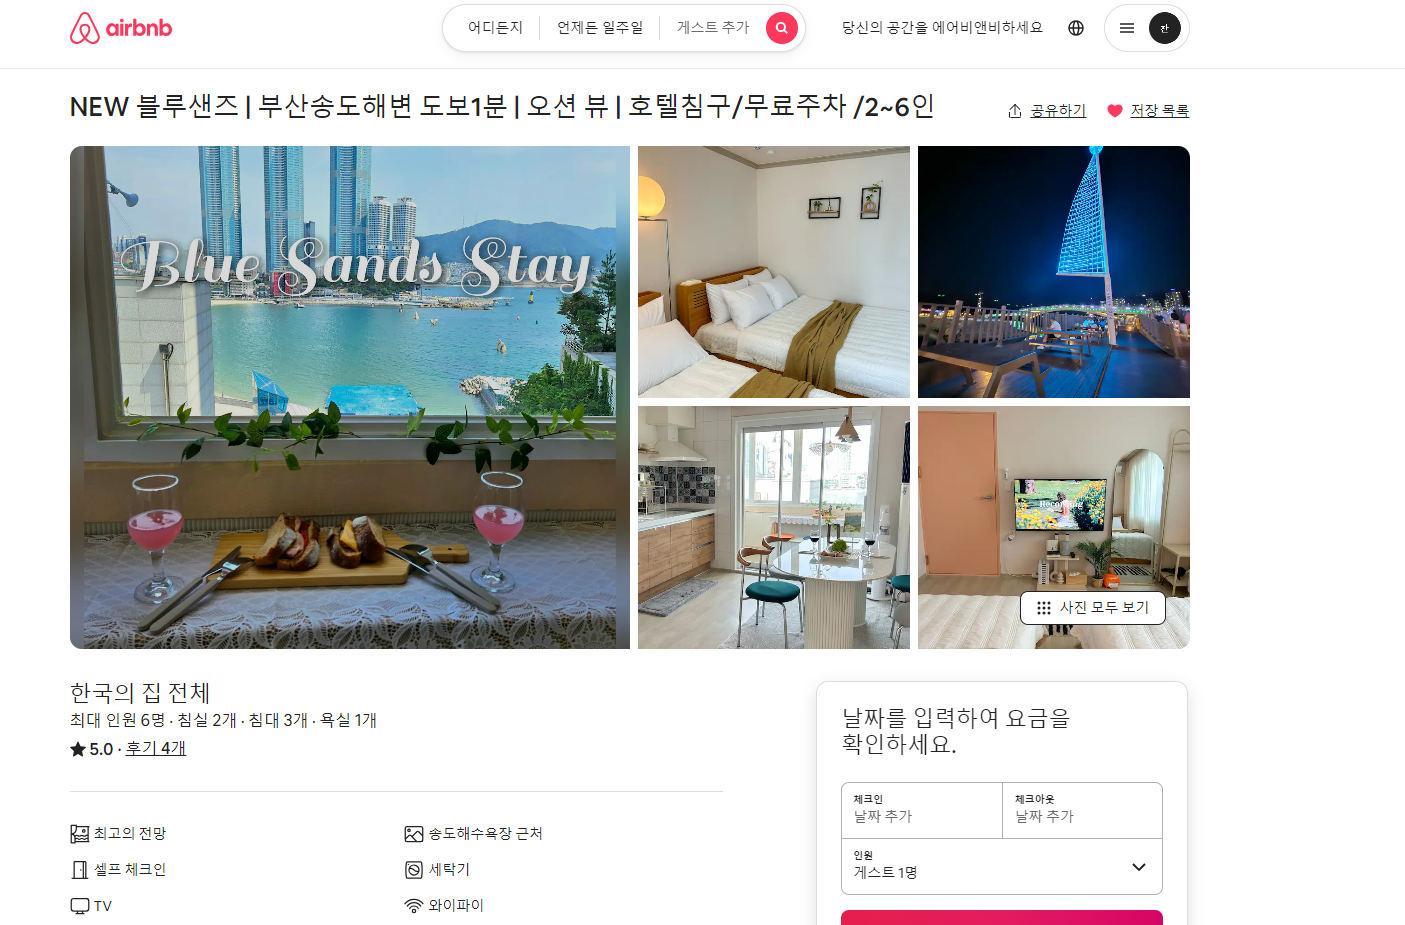 airbnb
어디든지
언제든 일주일
게스트 추가
당신의 공간을 에어비앤비하세요
잔
NEW 블루샌즈 | 부산송도해변 도보1분 | 오션 뷰 | 호텔침구/무료주차 /2~6인
공유하기
저장 목록
Blue Sands Stay
사진 모두 보기
한국의 집 전체
최대 인원 6명 · 침실 2개 · 침대 3개 · 욕실 1개
5.0 · 후기 4개
최고의 전망
송도해수욕장 근처
셀프 체크인
세탁기
TV
와이파이
날짜를 입력하여 요금을
확인하세요.
체크인
날짜 추가
체크아웃
날짜 추가
인원
게스트 1명